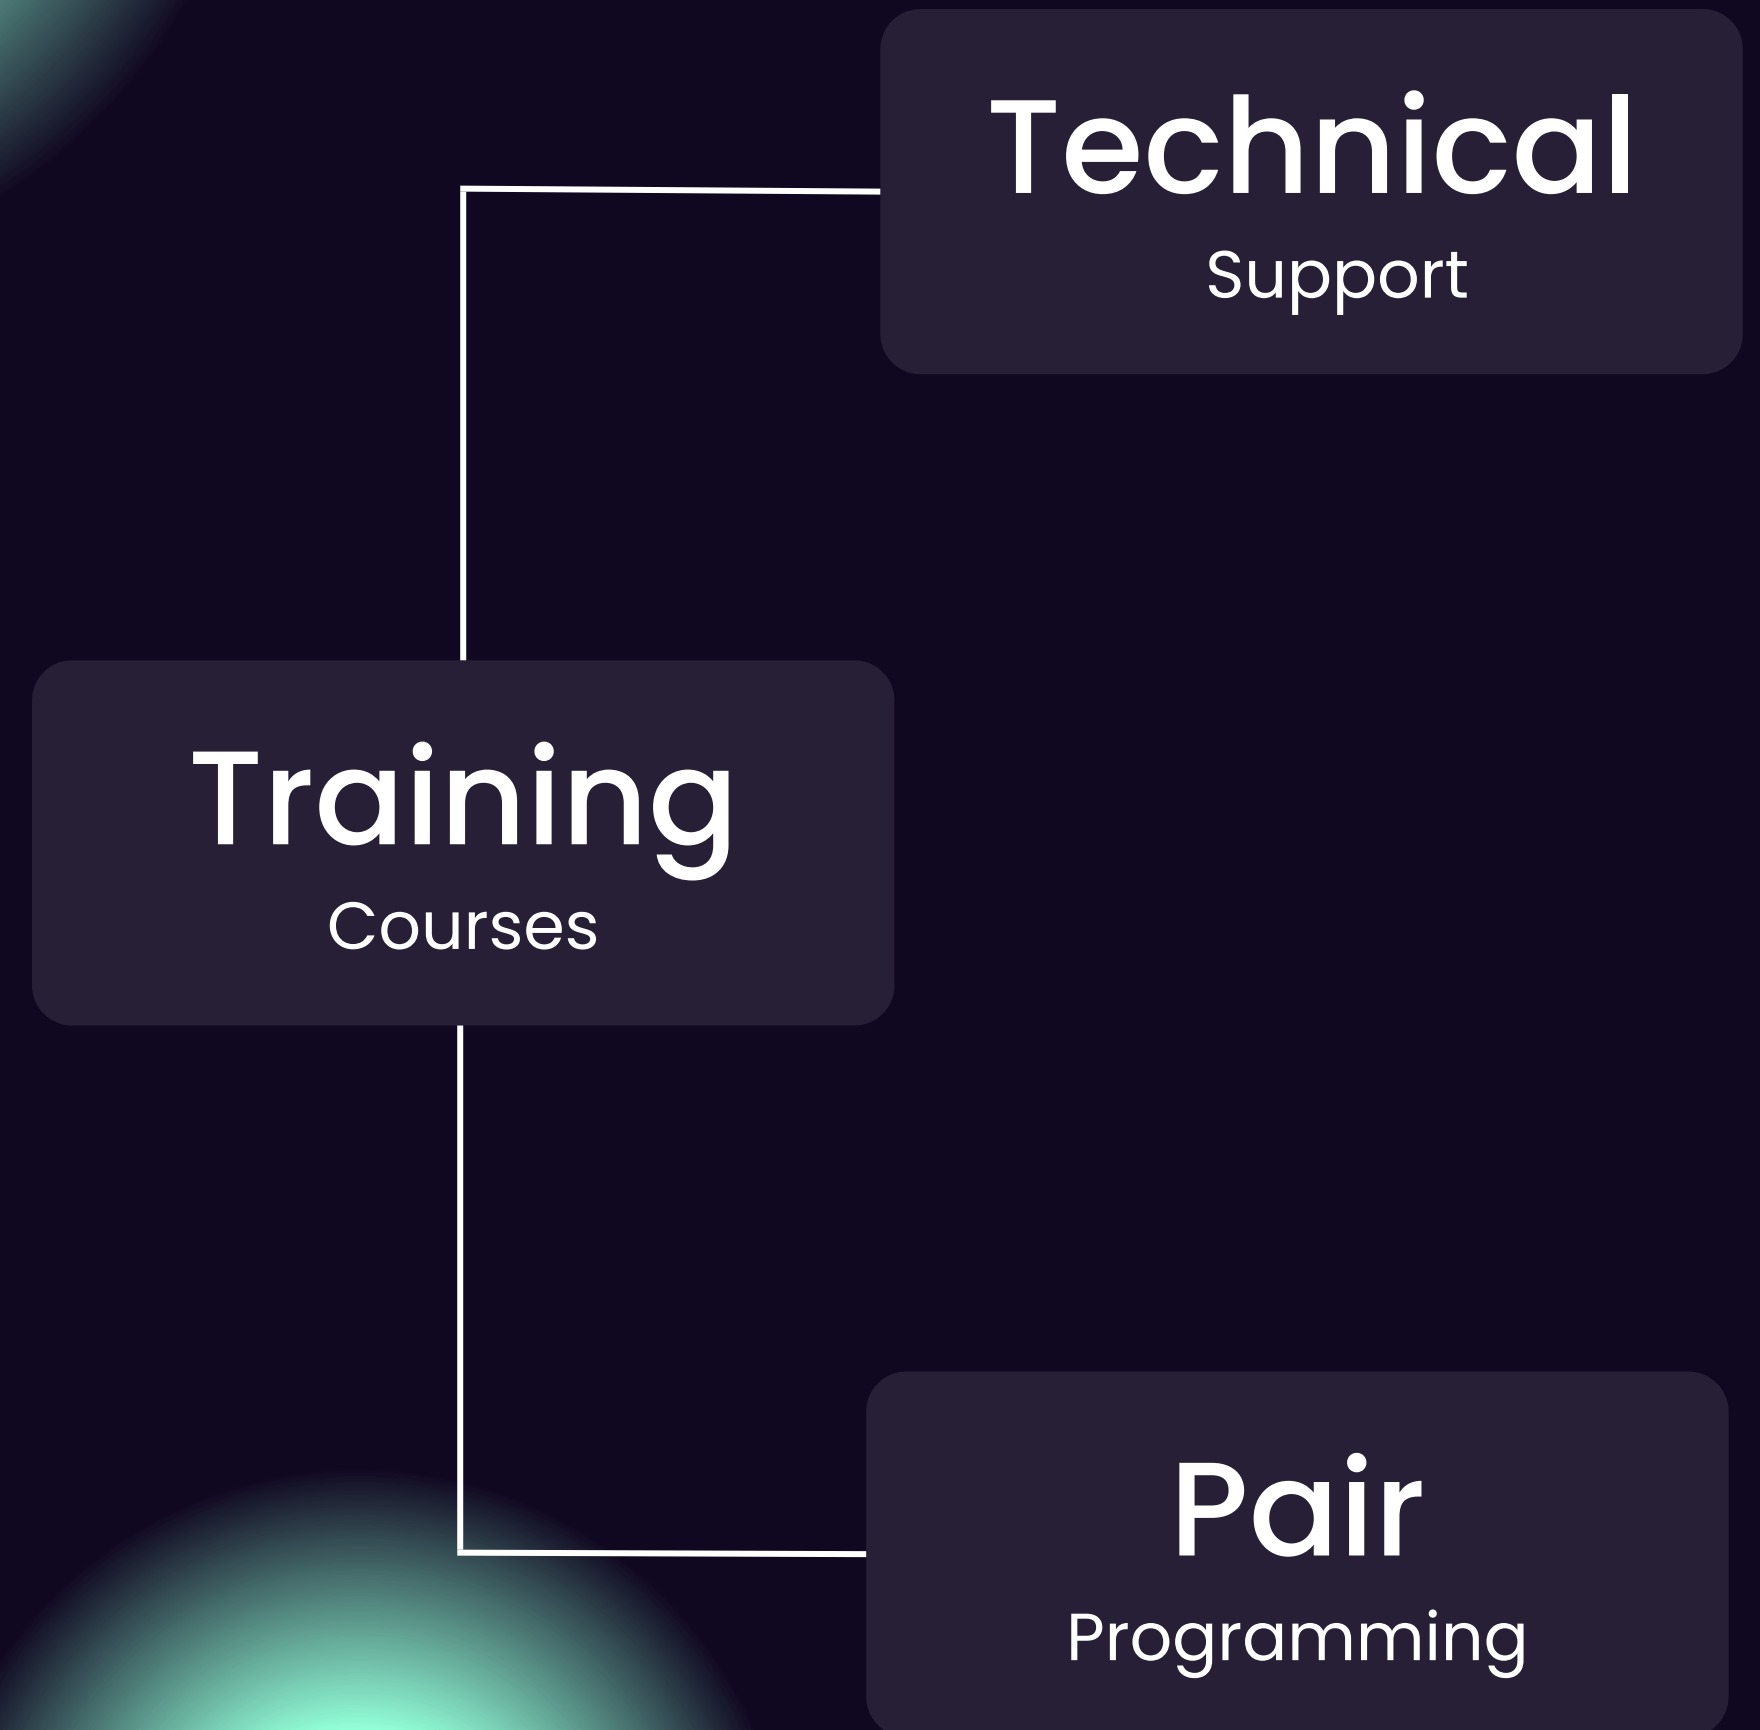 Technical
Support
Training
Courses
Pair
Programming